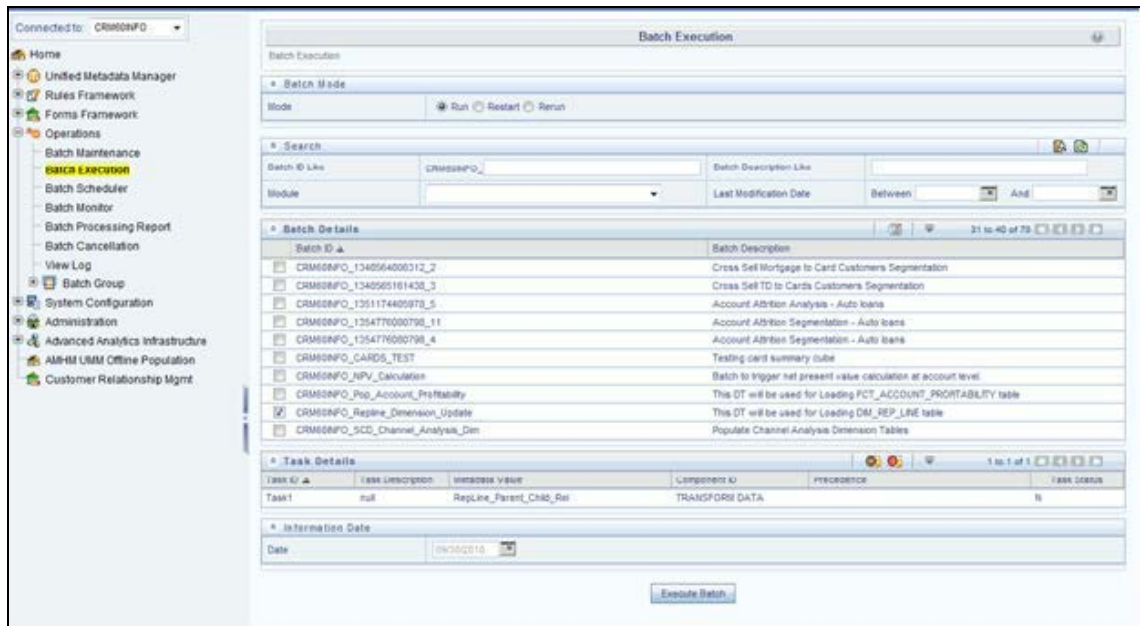 Connected to: CRM60INFO
Home
Unified Metadata Manager
Rules Framework
Forms Framework
Operations
Batch Maintenance
Batch Execution
Batch Scheduler
Batch Monitor
Batch Processing Report
Batch Cancellation
View Log
Batch Group
System Configuration
Administration
Advanced Analytics Infrastructure
AMHM UMM Offline Population
Customer Relationship Mgmt
Batch Execution
Batch Execution
Batch Mode
Mode Run Restart Rerun
Search
Batch ID Like CRM60INFO_ Batch Description Like
Module Last Modification Date Between And
Batch Details 31 to 40 of 78
Batch ID Batch Description
CRM60INFO_1340564006312_2 Cross Sell Mortgage to Card Customers Segmentation
CRM60INFO_1340565161438_3 Cross Sell TD to Cards Customers Segmentation
CRM60INFO_1351174405978_5 Account Attrition Analysis - Auto loans
CRM60INFO_1354776080798_11 Account Attrition Segmentation - Auto loans
CRM60INFO_1354776080798_4 Account Attrition Segmentation - Auto loans
CRM60INFO_CARDS_TEST Testing card summary cube
CRM60INFO_NPV_Calculation Batch to trigger net present value calculation at account level
CRM60INFO_Pop_Account_Profitability This DT will be used for Loading FCT_ACCOUNT_PROFITABILITY table
CRM60INFO_Repline_Dimension_Update This DT will be used for Loading DIM_REP_LINE table
CRM60INFO_SCD_Channel_Analysis_Dim Populate Channel Analysis Dimension Tables
Task Details 1 to 1 of 1
Task ID Task Description Metadata Value Component ID Precedence Task Status
Task1 null RepLine_Parent_Child_Rel TRANSFORM DATA N
Information Date
Date 09/30/2010
Execute Batch